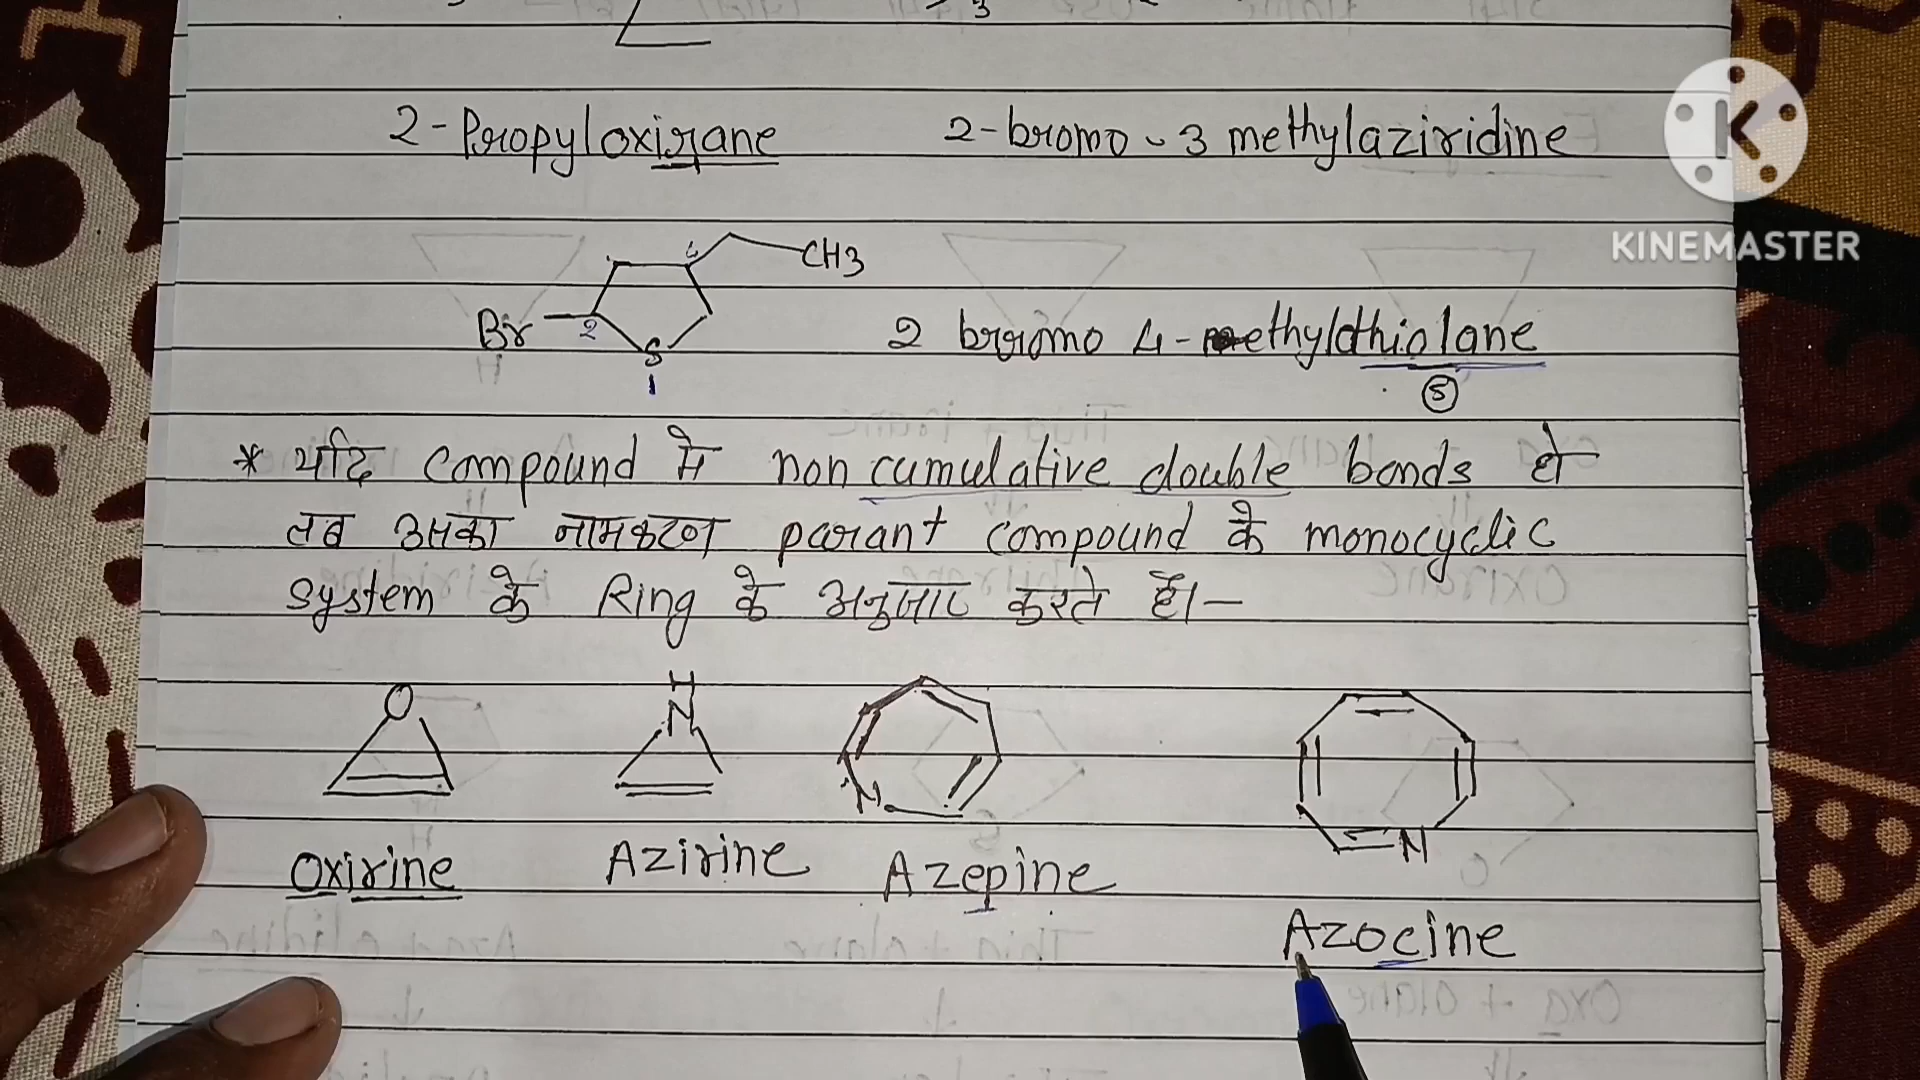 2-Propyloxirane 2-bromo-3 methylaziridine
KINEMASTER
4 CH3
Br 2 S
1
2 bromo 4-ethylthiolane
5
* यदि compound मे non cumulative double bonds हो
तब उसका नामकरण parant compound के monocyclic
system के Ring के अनुसार करते हैं।-
O H N N N
Oxirine Azirine Azepine
Azocine